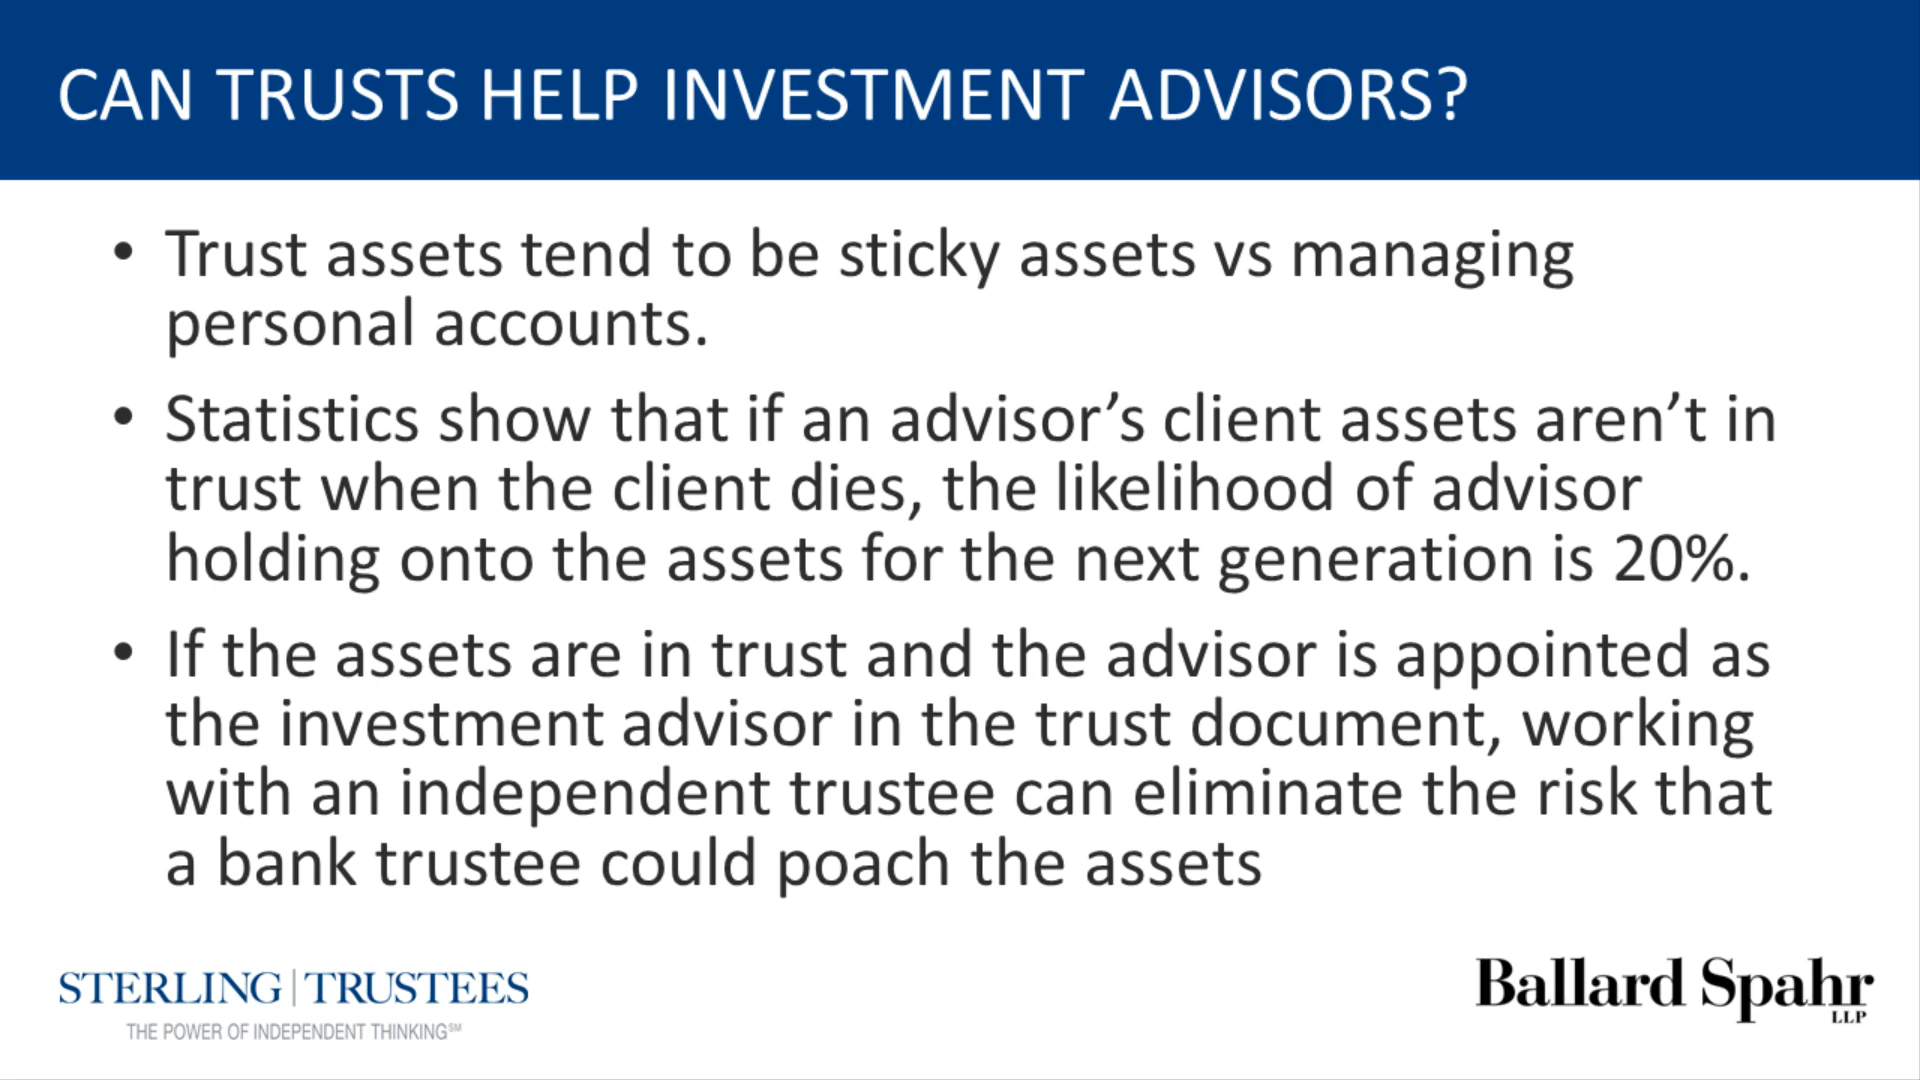 CAN TRUSTS HELP INVESTMENT ADVISORS?
• Trust assets tend to be sticky assets vs managing
personal accounts.
• Statistics show that if an advisor’s client assets aren’t in
trust when the client dies, the likelihood of advisor
holding onto the assets for the next generation is 20%.
• If the assets are in trust and the advisor is appointed as
the investment advisor in the trust document, working
with an independent trustee can eliminate the risk that
a bank trustee could poach the assets
STERLING|TRUSTEES
THE POWER OF INDEPENDENT THINKING℠
Ballard Spahr
LLP